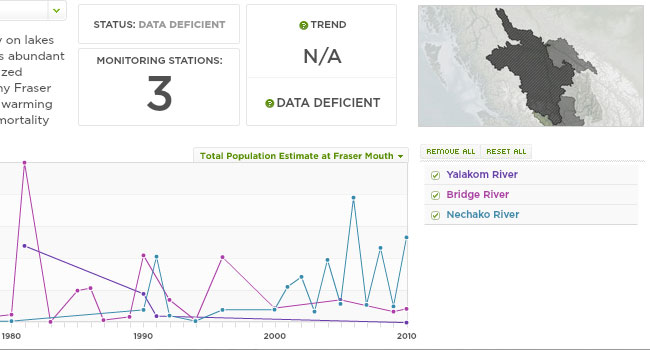 y on lakes
s abundant
zed
ny Fraser
warming
mortality
STATUS: DATA DEFICIENT
MONITORING STATIONS:
3
TREND
N/A
DATA DEFICIENT
Total Population Estimate at Fraser Mouth
REMOVE ALL RESET ALL
Yalakom River
Bridge River
Nechako River
1980 1990 2000 2010